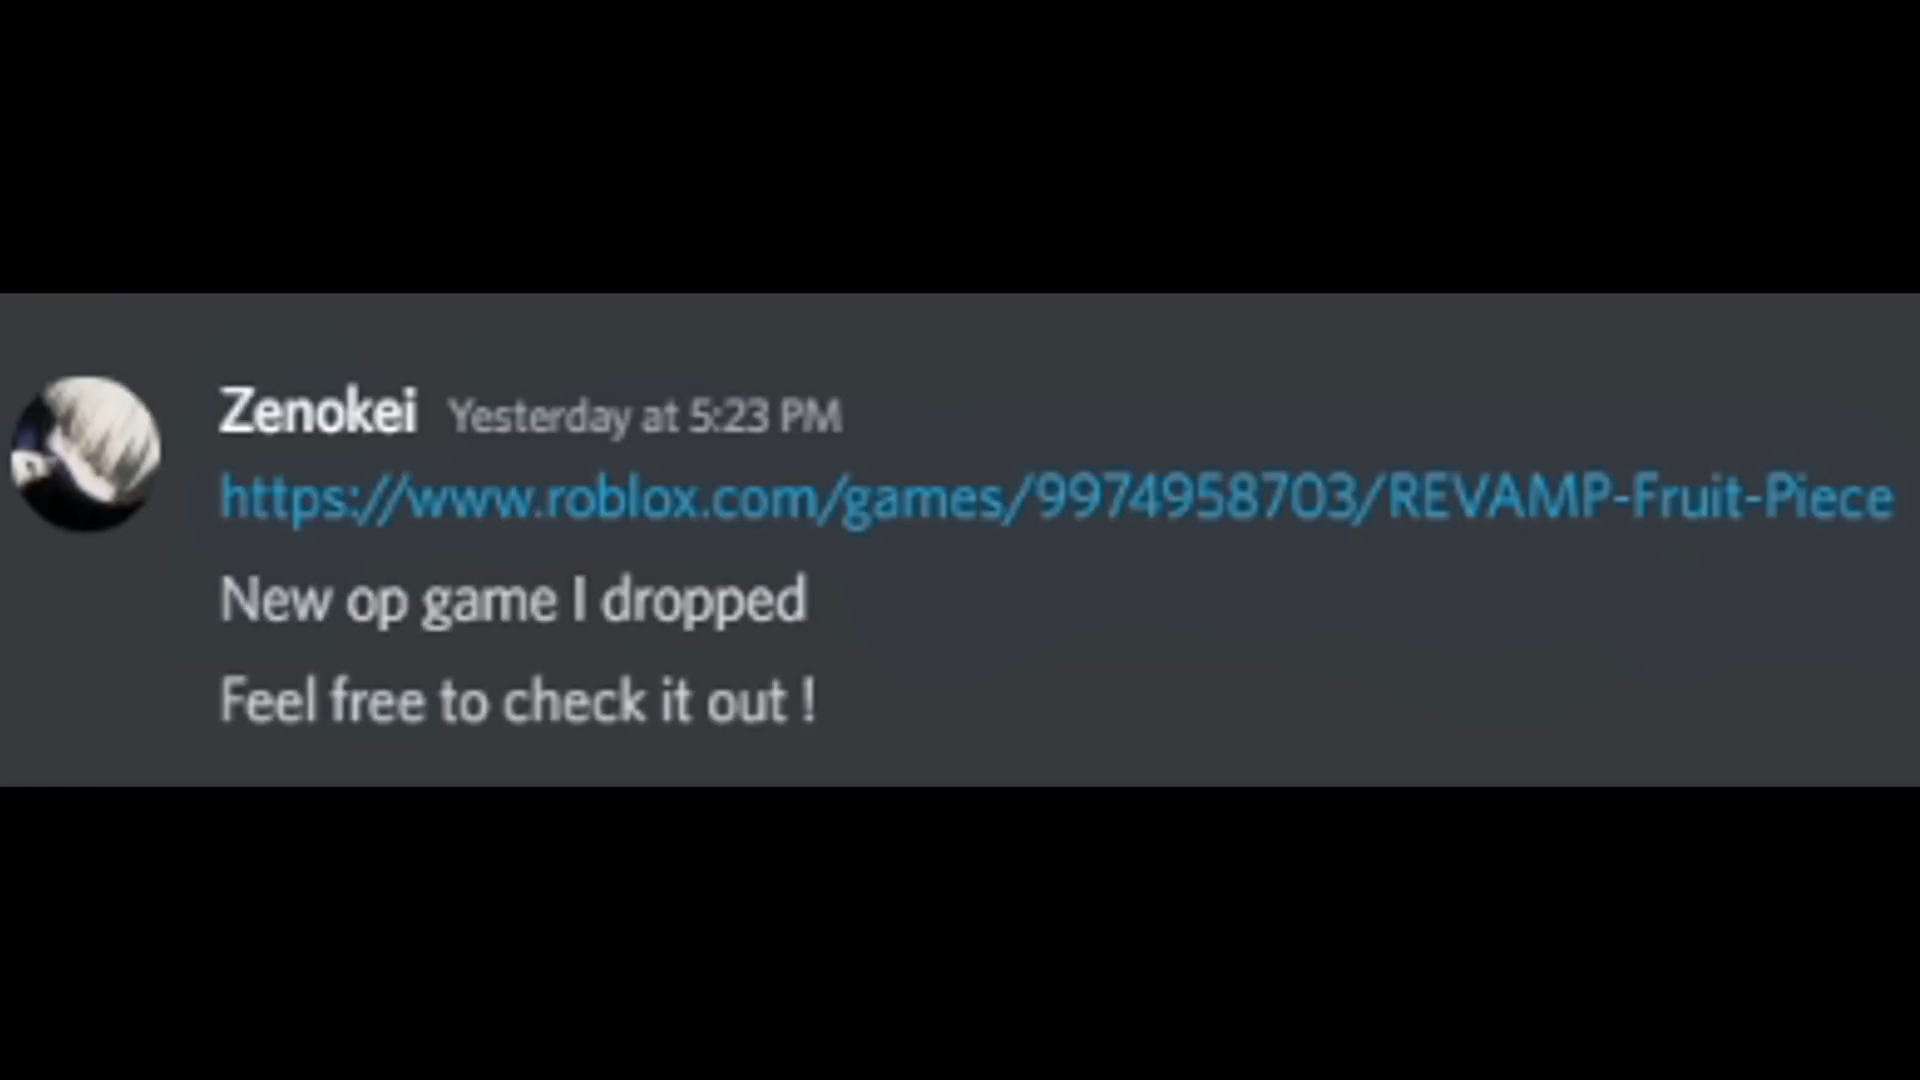 Zenokei Yesterday at 5:23 PM
https://www.roblox.com/games/9974958703/REVAMP-Fruit-Piece
New op game I dropped
Feel free to check it out !